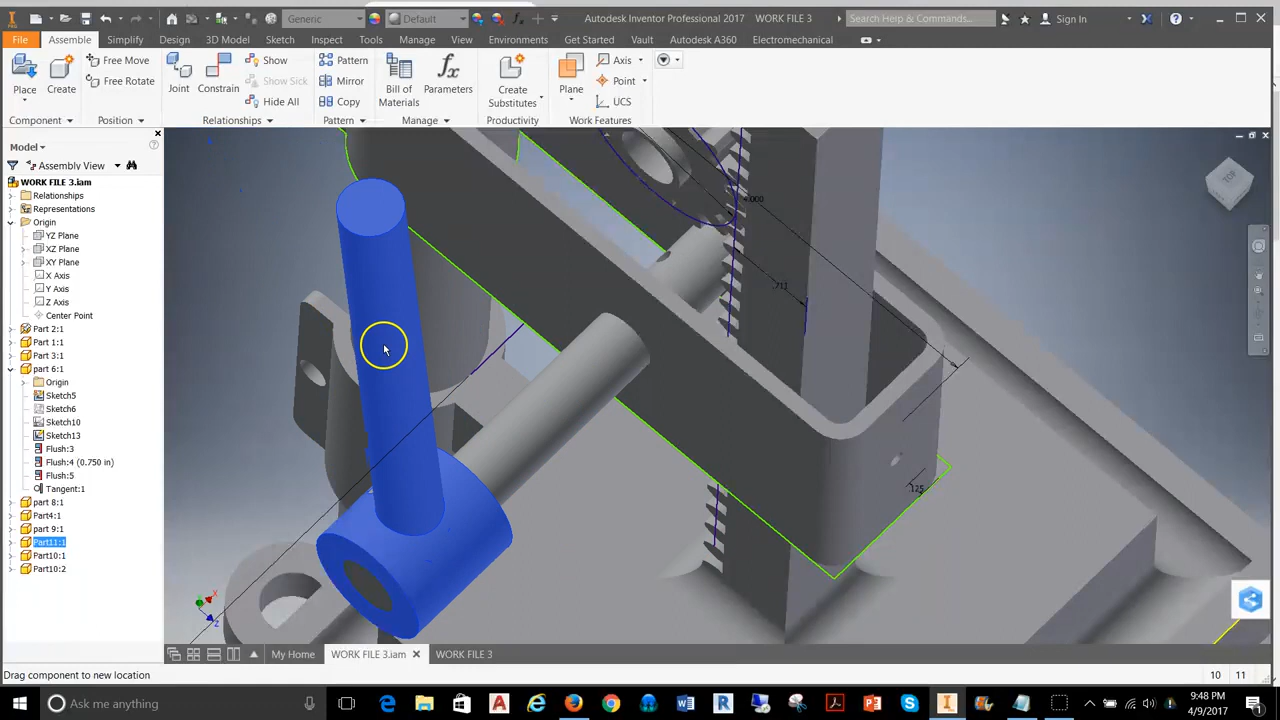 Generic
Default
Autodesk Inventor Professional 2017 WORK FILE 3
Search Help & Commands...
Sign In
File Assemble Simplify Design 3D Model Sketch Inspect Tools Manage View Environments Get Started Vault Autodesk A360 Electromechanical
Place
Create
Free Move
Free Rotate
Joint
Constrain
Show
Show Sick
Hide All
Pattern
Mirror
Copy
Bill of Materials
Parameters
Create Substitutes
Plane
Axis
Point
UCS
Component Position Relationships Pattern Manage Productivity Work Features
Model
Assembly View
WORK FILE 3.iam
Relationships
Representations
Origin
YZ Plane
XZ Plane
XY Plane
X Axis
Y Axis
Z Axis
Center Point
Part 2:1
Part 1:1
Part 3:1
part 6:1
Origin
Sketch5
Sketch6
Sketch10
Sketch13
Flush:3
Flush:4 (0.750 in)
Flush:5
Tangent:1
part 8:1
Part4:1
part 9:1
Part11:1
Part10:1
Part10:2
4.000
.711
.175
TOP
X
Z
My Home WORK FILE 3.iam WORK FILE 3
Drag component to new location
10 11
Ask me anything
9:48 PM
4/9/2017